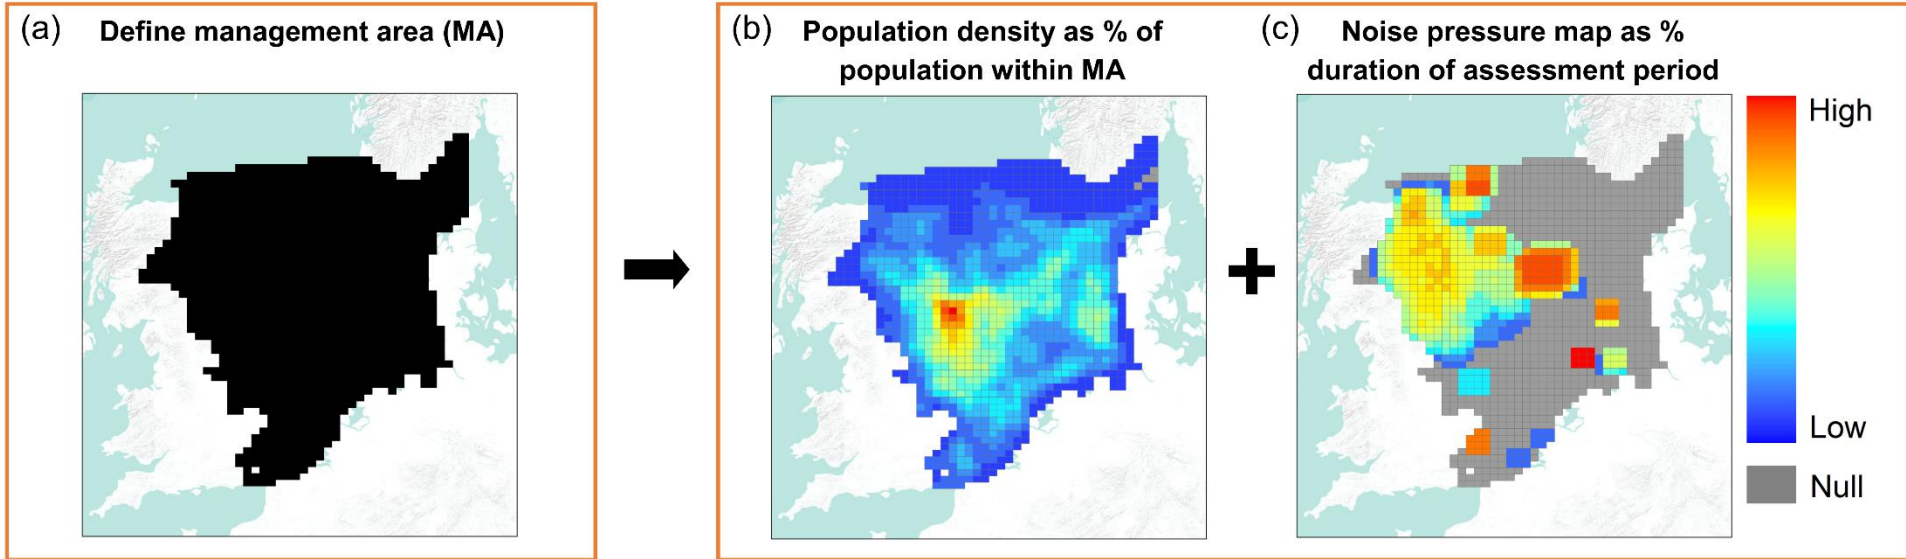 (a) Define management area (MA)
(b) Population density as % of
population within MA
(c) Noise pressure map as %
duration of assessment period
High
Low
Null